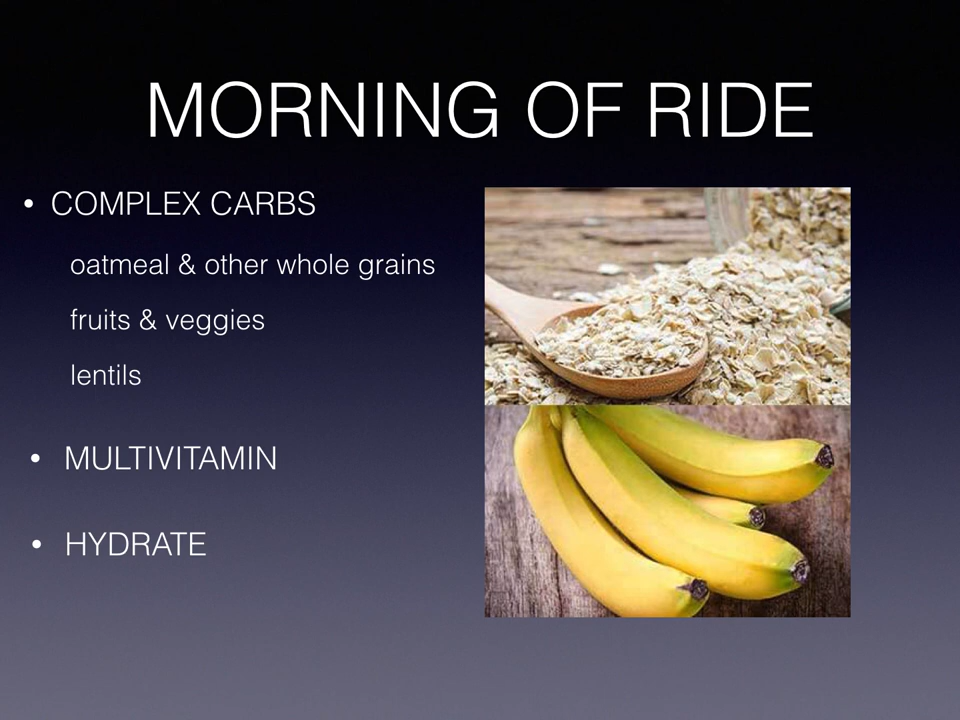 MORNING OF RIDE
• COMPLEX CARBS
oatmeal & other whole grains
fruits & veggies
lentils
• MULTIVITAMIN
• HYDRATE